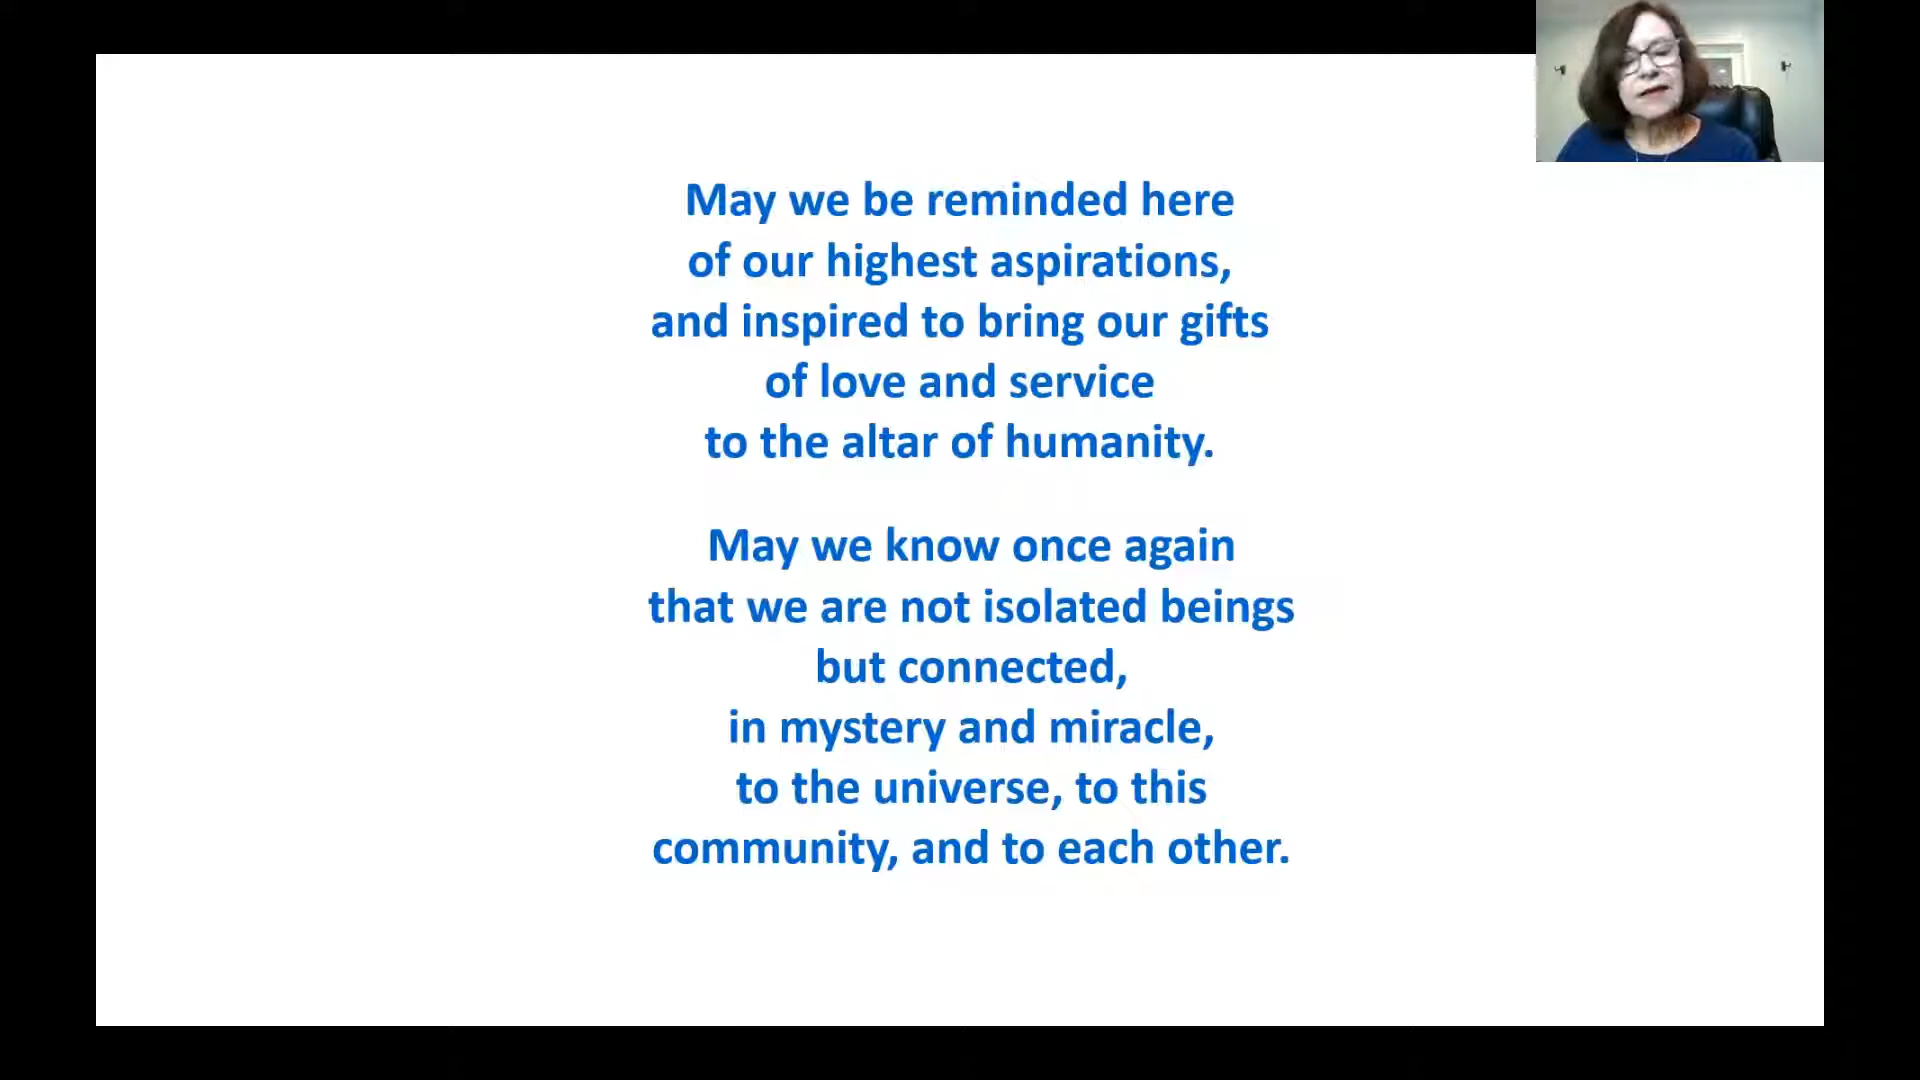 May we be reminded here
of our highest aspirations,
and inspired to bring our gifts
of love and service
to the altar of humanity.
May we know once again
that we are not isolated beings
but connected,
in mystery and miracle,
to the universe, to this
community, and to each other.